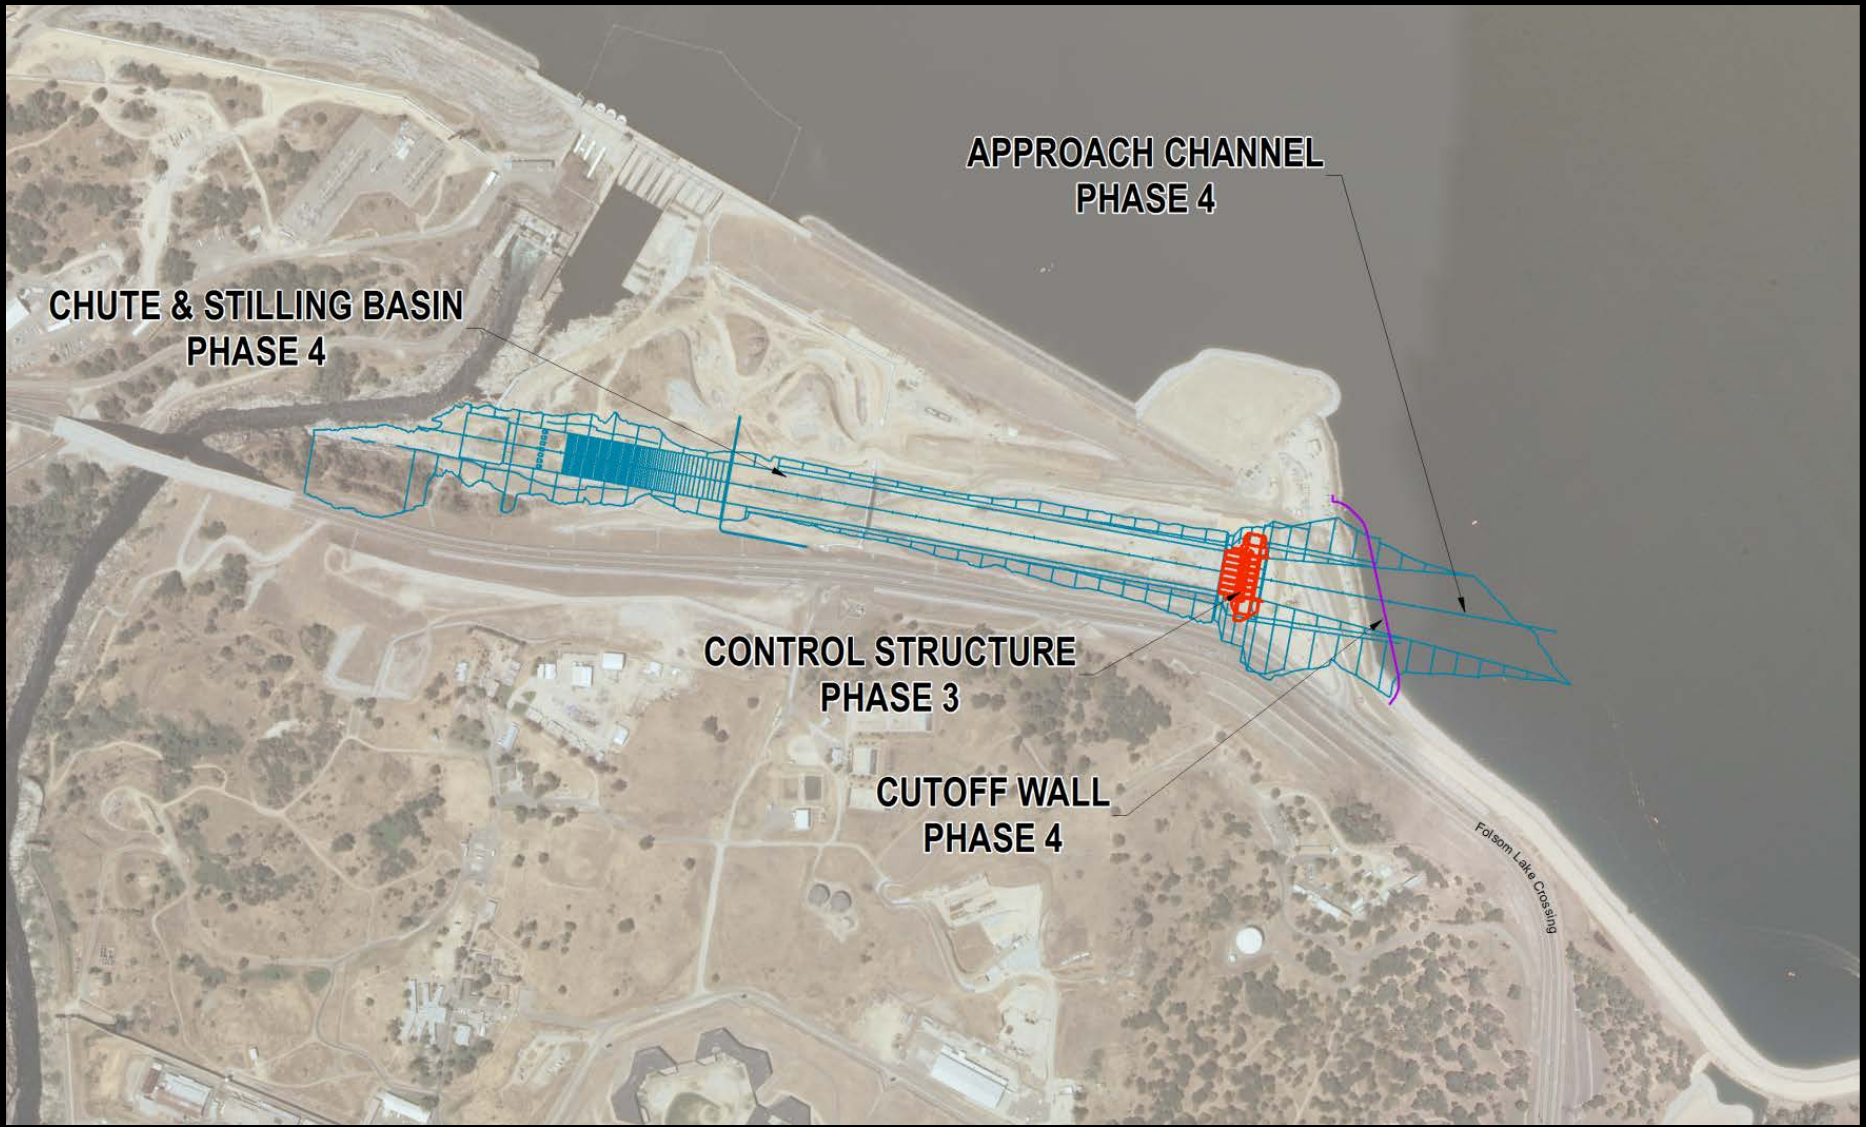 APPROACH CHANNEL
PHASE 4
CHUTE & STILLING BASIN
PHASE 4
CONTROL STRUCTURE
PHASE 3
CUTOFF WALL
PHASE 4
Folsom Lake Crossing